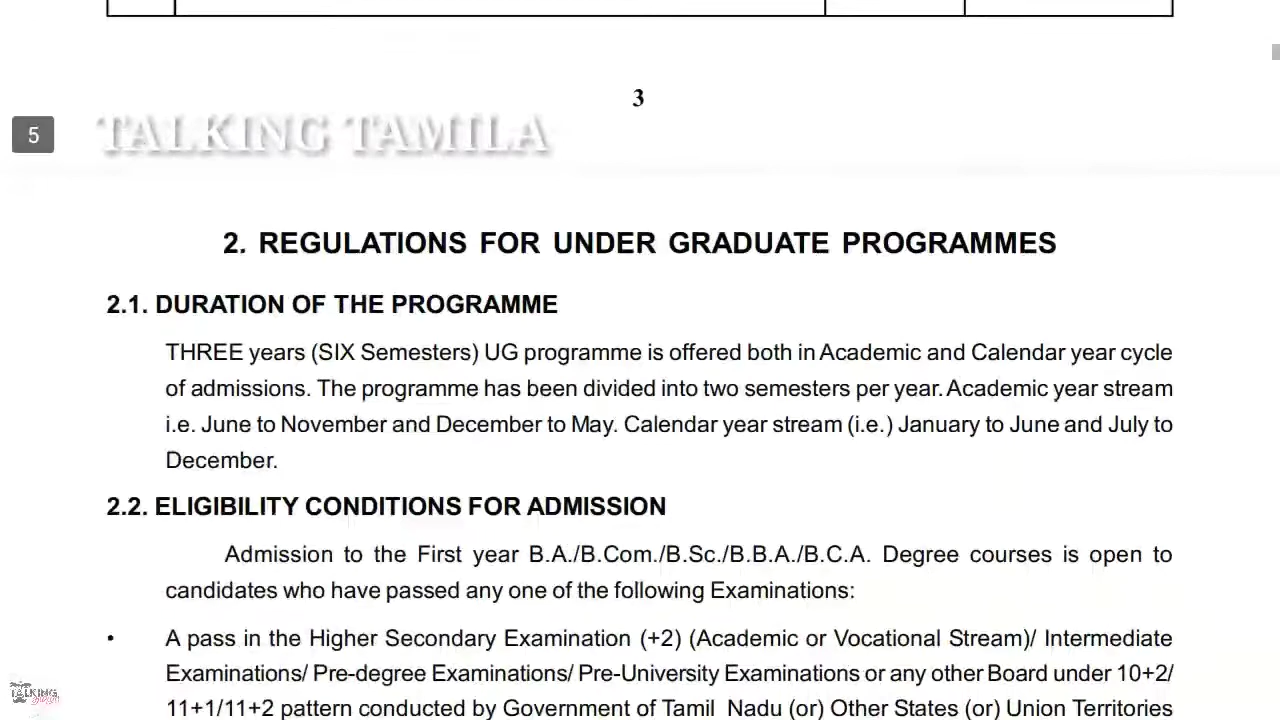 3
5
TALKING TAMILA
2. REGULATIONS FOR UNDER GRADUATE PROGRAMMES
2.1. DURATION OF THE PROGRAMME
THREE years (SIX Semesters) UG programme is offered both in Academic and Calendar year cycle
of admissions. The programme has been divided into two semesters per year. Academic year stream
i.e. June to November and December to May. Calendar year stream (i.e.) January to June and July to
December.
2.2. ELIGIBILITY CONDITIONS FOR ADMISSION
Admission to the First year B.A./B.Com./B.Sc./B.B.A./B.C.A. Degree courses is open to
candidates who have passed any one of the following Examinations:
• A pass in the Higher Secondary Examination (+2) (Academic or Vocational Stream)/ Intermediate
Examinations/ Pre-degree Examinations/ Pre-University Examinations or any other Board under 10+2/
TALKING
11+1/11+2 pattern conducted by Government of Tamil Nadu (or) Other States (or) Union Territories